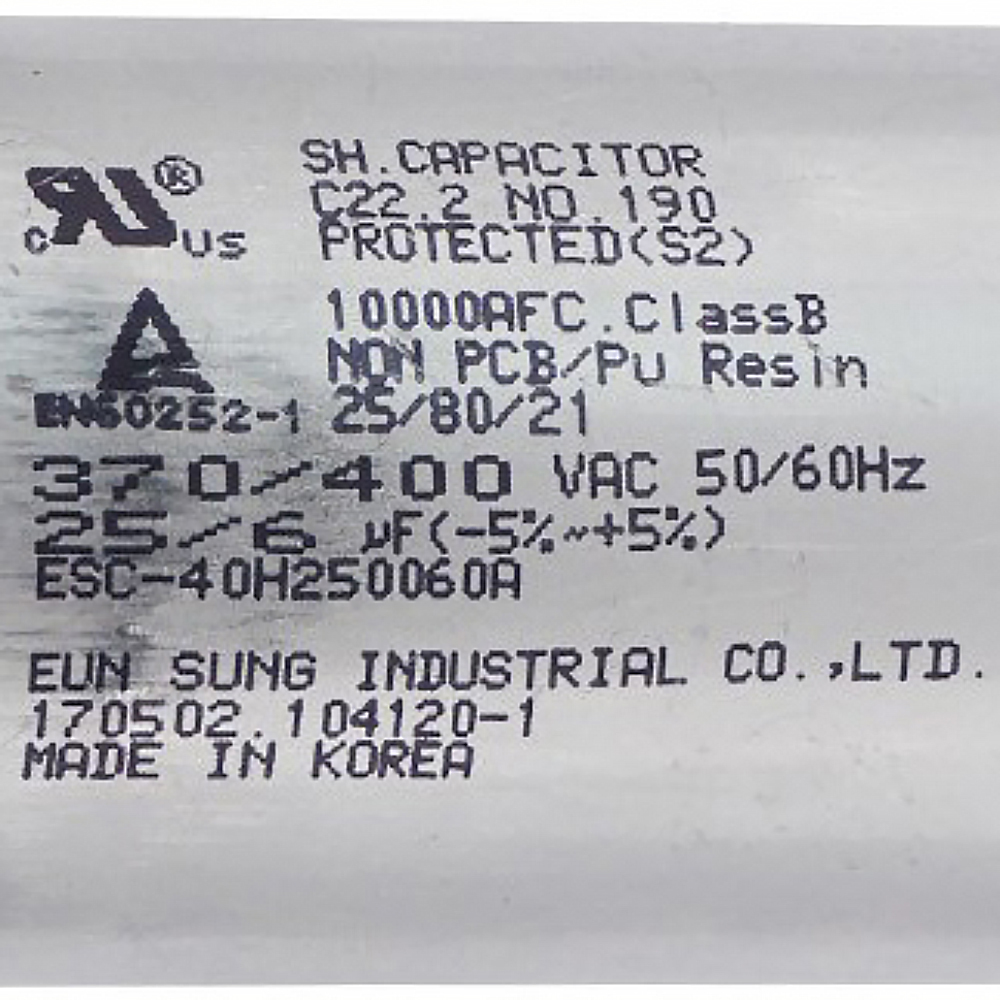 SH.CAPACITOR
C22.2 NO.190
PROTECTED(S2)
c RU ® US
10000AFC.ClassB
NON PCB/Pu Resin
EN60252-1 25/80/21
370/400 VAC 50/60Hz
25/6 µF(-5%~+5%)
ESC-40H250060A
EUN SUNG INDUSTRIAL CO.,LTD.
170502.104120-1
MADE IN KOREA